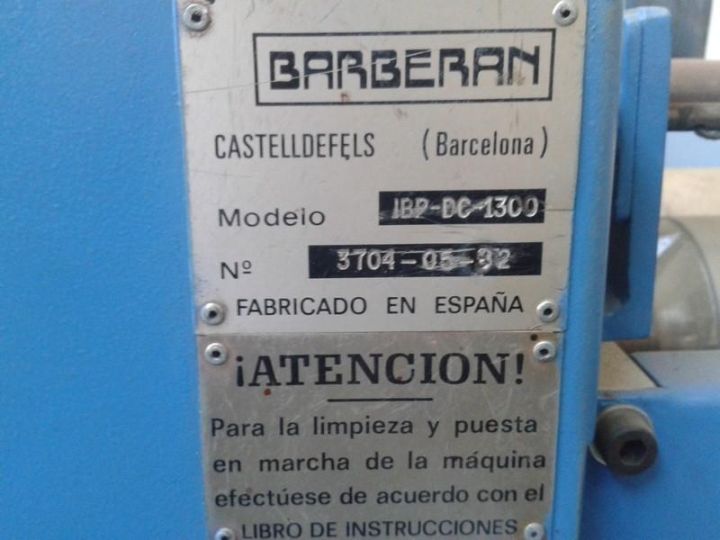 BARBERAN
CASTELLDEFELS (Barcelona)
Modelo IBP-DC-1300
Nº 3704-05-92
FABRICADO EN ESPAÑA
¡ATENCION!
Para la limpieza y puesta
en marcha de la máquina
efectúese de acuerdo con el
LIBRO DE INSTRUCCIONES